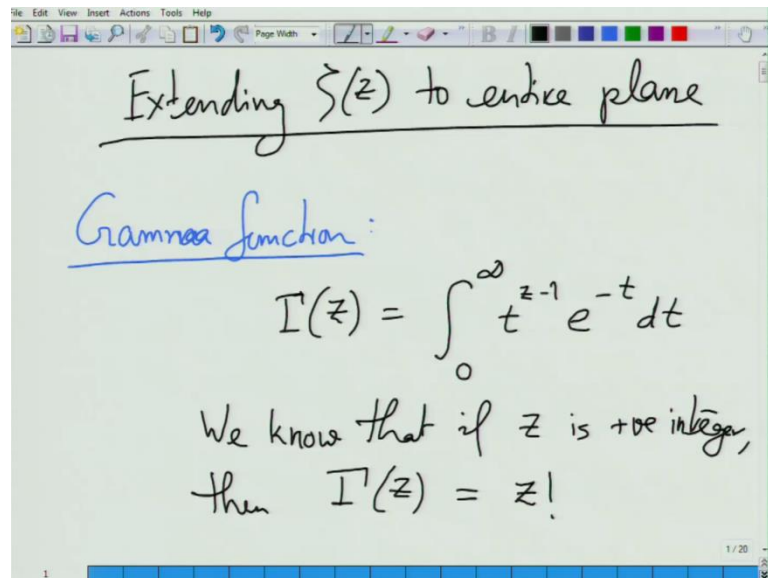 File Edit View Insert Actions Tools Help
Page Width
Extending ζ(z) to entire plane
Gamma function:
Γ(z) = ∫₀^∞ t^{z-1} e^{-t} dt
We know that if z is +ve integer,
then Γ(z) = z!
1 / 20
1